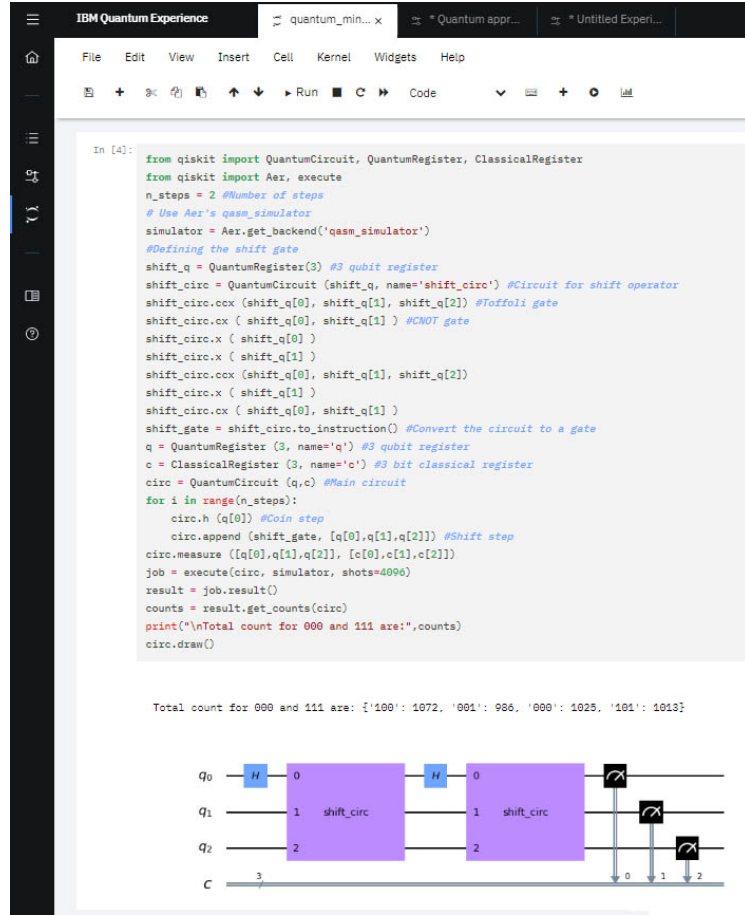 IBM Quantum Experience
quantum_min... x
* Quantum appr...
* Untitled Experi...
File Edit View Insert Cell Kernel Widgets Help
Run Code
In [4]:
from qiskit import QuantumCircuit, QuantumRegister, ClassicalRegister
from qiskit import Aer, execute
n_steps = 2 #Number of steps
# Use Aer's qasm_simulator
simulator = Aer.get_backend('qasm_simulator')
#Defining the shift gate
shift_q = QuantumRegister(3) #3 qubit register
shift_circ = QuantumCircuit (shift_q, name='shift_circ') #Circuit for shift operator
shift_circ.ccx (shift_q[0], shift_q[1], shift_q[2]) #Toffoli gate
shift_circ.cx ( shift_q[0], shift_q[1] ) #CNOT gate
shift_circ.x ( shift_q[0] )
shift_circ.x ( shift_q[1] )
shift_circ.ccx (shift_q[0], shift_q[1], shift_q[2])
shift_circ.x ( shift_q[1] )
shift_circ.cx ( shift_q[0], shift_q[1] )
shift_gate = shift_circ.to_instruction() #Convert the circuit to a gate
q = QuantumRegister (3, name='q') #3 qubit register
c = ClassicalRegister (3, name='c') #3 bit classical register
circ = QuantumCircuit (q,c) #Main circuit
for i in range(n_steps):
    circ.h (q[0]) #Coin step
    circ.append (shift_gate, [q[0],q[1],q[2]]) #Shift step
circ.measure ([q[0],q[1],q[2]], [c[0],c[1],c[2]])
job = execute(circ, simulator, shots=4096)
result = job.result()
counts = result.get_counts(circ)
print("\nTotal count for 000 and 111 are:",counts)
circ.draw()
Total count for 000 and 111 are: {'100': 1072, '001': 986, '000': 1025, '101': 1013}
q0 H 0 H 0
q1 1 shift_circ 1 shift_circ
q2 2 2
C 3 0 1 2